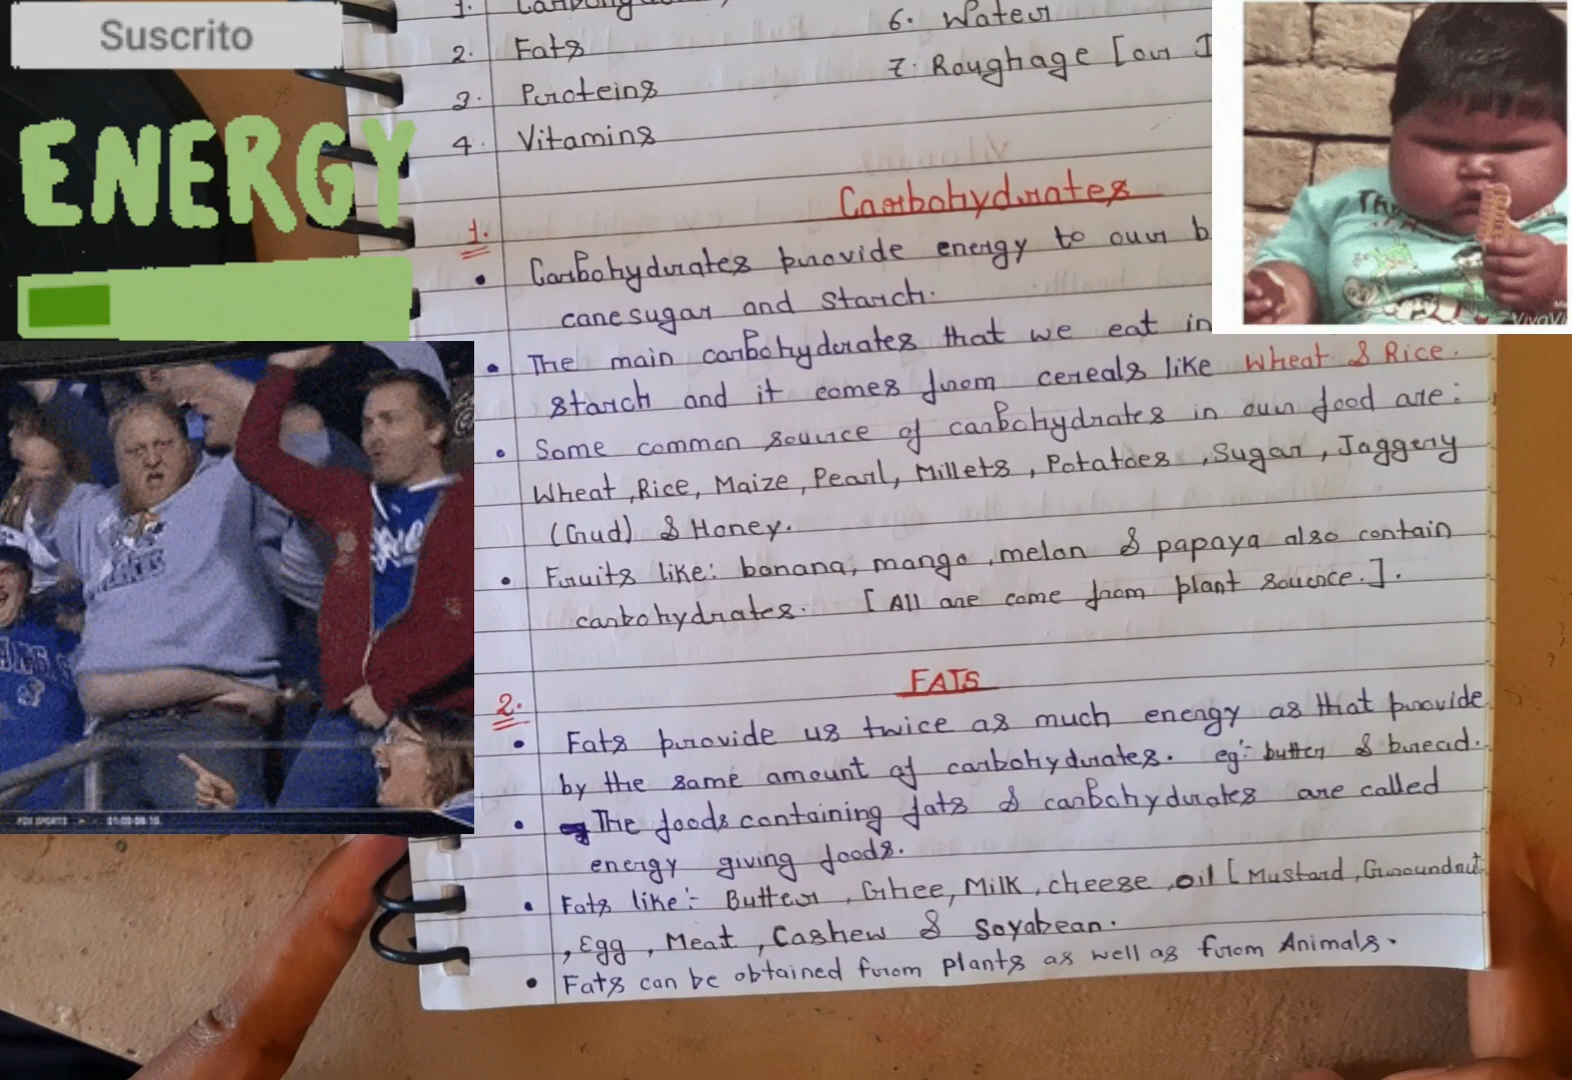 Suscrito
ENERGY
2. Fats
3. Proteins
4. Vitamins
6. Water
7. Roughage [or
Carbohydrates
1.
• Carbohydrates provide energy to our b
cane sugar and starch.
• The main carbohydrates that we eat in
starch and it comes from cereals like Wheat & Rice.
• Some common source of carbohydrates in our food are:
Wheat, Rice, Maize, Pearl, Millets, Potatoes, Sugar, Jaggery
(Gud) & Honey.
• Fruits like: banana, mango, melon & papaya also contain
carbohydrates. [All are come from plant source.].
FATS
2.
• Fats provide us twice as much energy as that provide
by the same amount of carbohydrates. eg:- butter & bread.
• The foods containing fats & carbohydrates are called
energy giving foods.
• Fats like:- Butter, Ghee, Milk, cheese, oil [Mustard, Groundnut
, Egg, Meat, Cashew & Soyabean.
• Fats can be obtained from plants as well as from Animals.